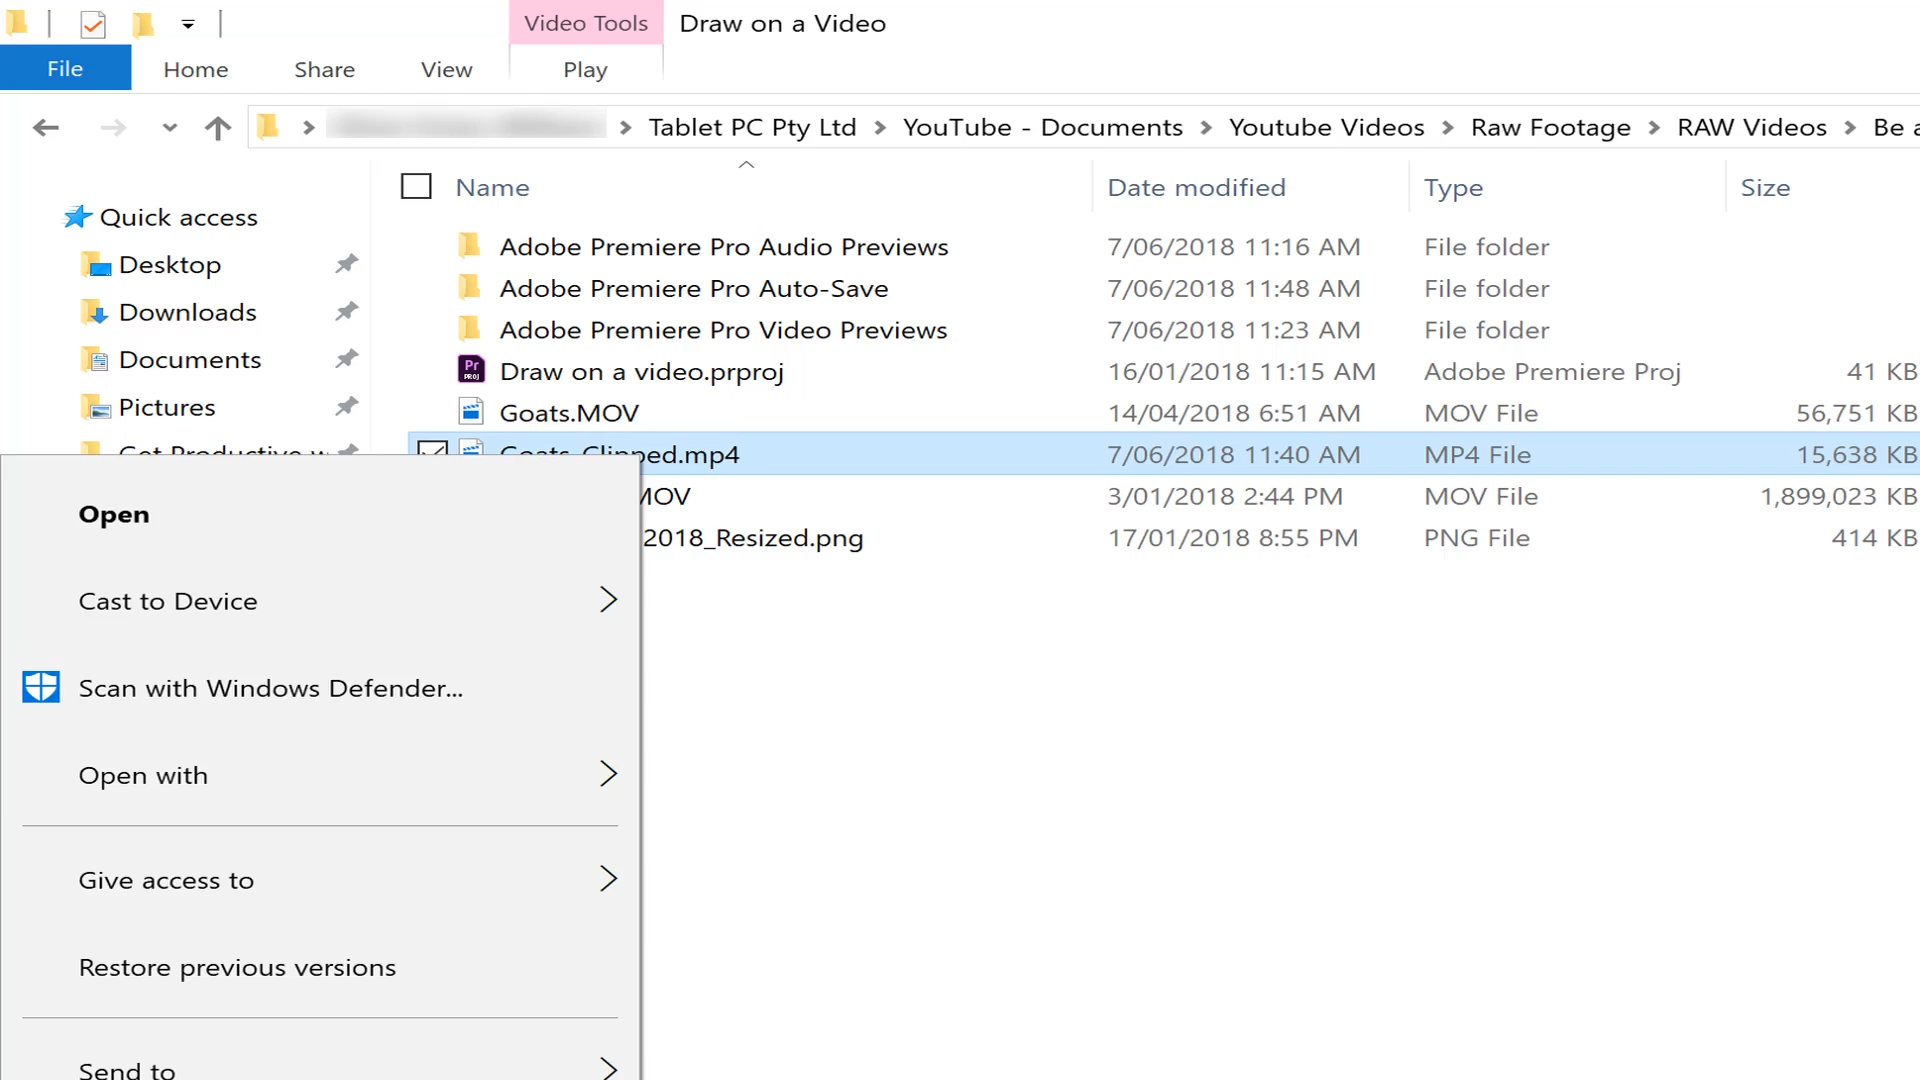 Video Tools Draw on a Video
File Home Share View Play
Tablet PC Pty Ltd YouTube - Documents Youtube Videos Raw Footage RAW Videos Be a
Name Date modified Type Size
Quick access
Desktop
Downloads
Documents
Pictures
Get Productive w
Adobe Premiere Pro Audio Previews 7/06/2018 11:16 AM File folder
Adobe Premiere Pro Auto-Save 7/06/2018 11:48 AM File folder
Adobe Premiere Pro Video Previews 7/06/2018 11:23 AM File folder
Pr PROJ Draw on a video.prproj 16/01/2018 11:15 AM Adobe Premiere Proj 41 KB
Goats.MOV 14/04/2018 6:51 AM MOV File 56,751 KB
Goats_Clipped.mp4 7/06/2018 11:40 AM MP4 File 15,638 KB
MOV 3/01/2018 2:44 PM MOV File 1,899,023 KB
2018_Resized.png 17/01/2018 8:55 PM PNG File 414 KB
Open
Cast to Device
Scan with Windows Defender...
Open with
Give access to
Restore previous versions
Send to